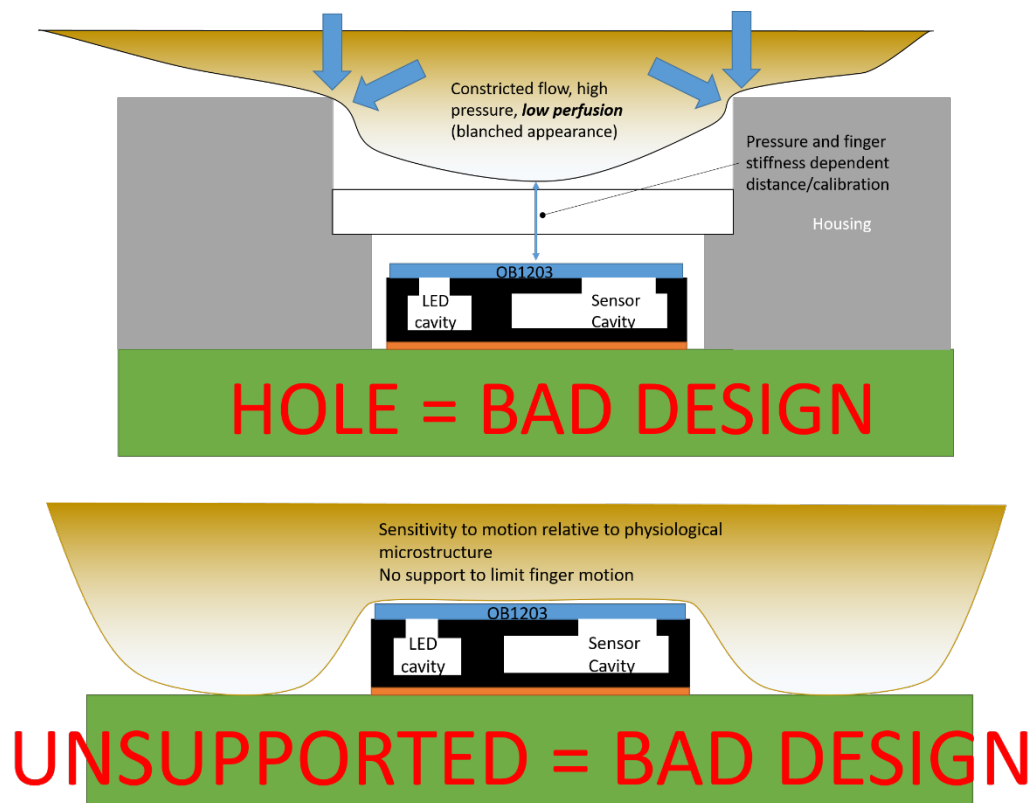 Constricted flow, high
pressure, low perfusion
(blanched appearance)
Pressure and finger
stiffness dependent
distance/calibration
Housing
OB1203
LED
cavity
Sensor
Cavity
HOLE = BAD DESIGN
Sensitivity to motion relative to physiological
microstructure
No support to limit finger motion
OB1203
LED
cavity
Sensor
Cavity
UNSUPPORTED = BAD DESIGN